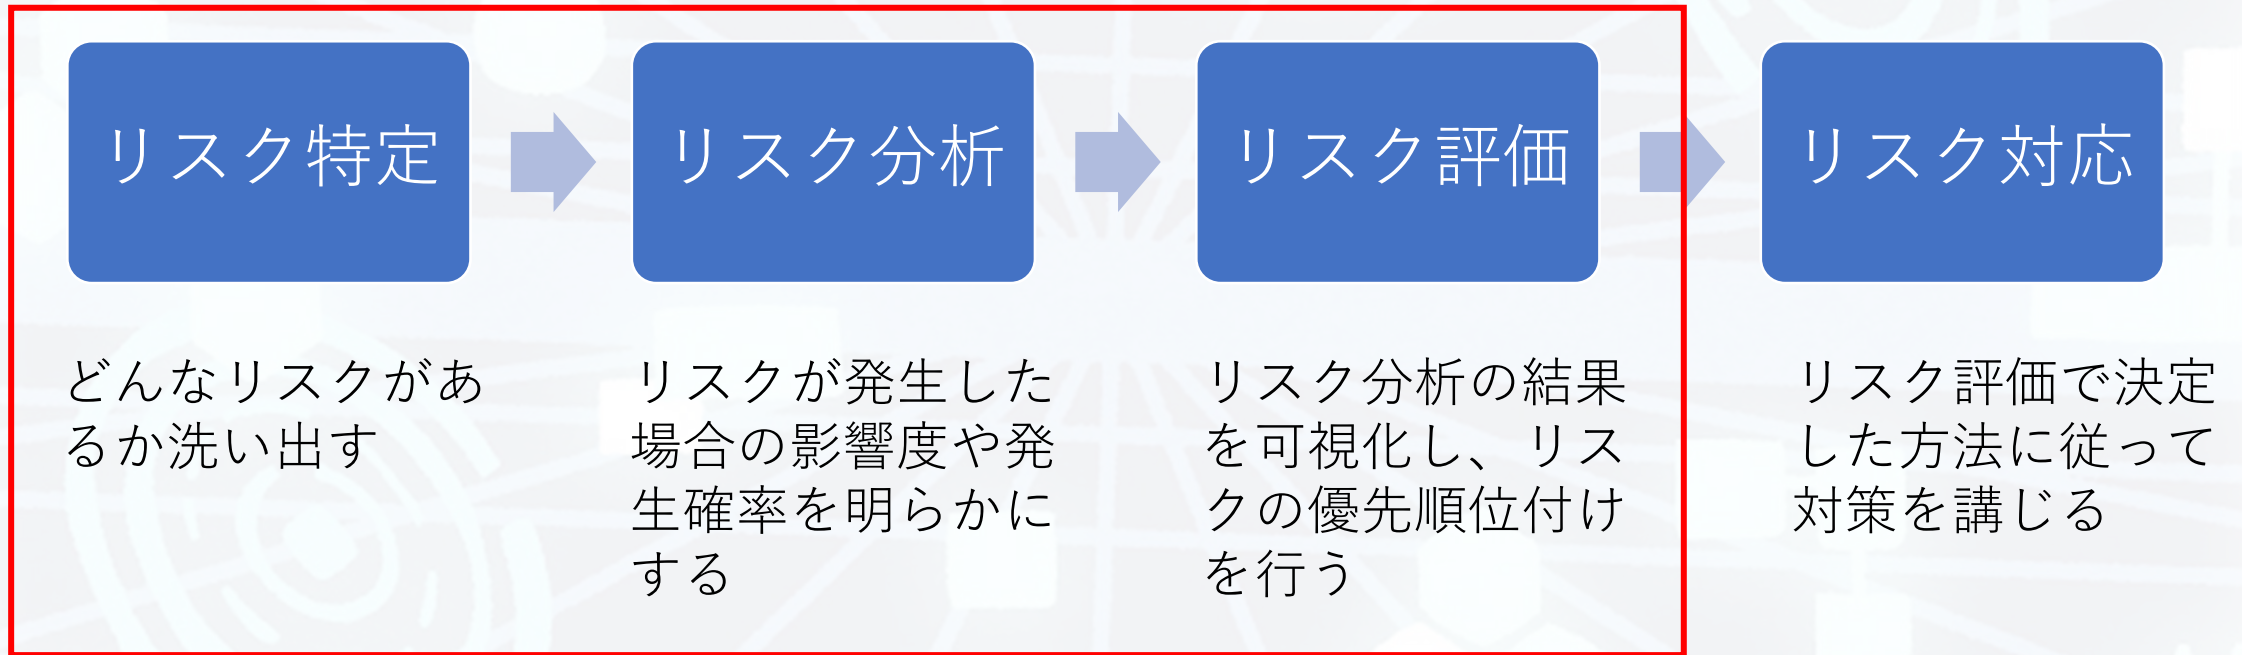 リスク特定
リスク分析
リスク評価
リスク対応
どんなリスクがあ
るか洗い出す
リスクが発生した
場合の影響度や発
生確率を明らかに
する
リスク分析の結果
を可視化し、リス
クの優先順位付け
を行う
リスク評価で決定
した方法に従って
対策を講じる